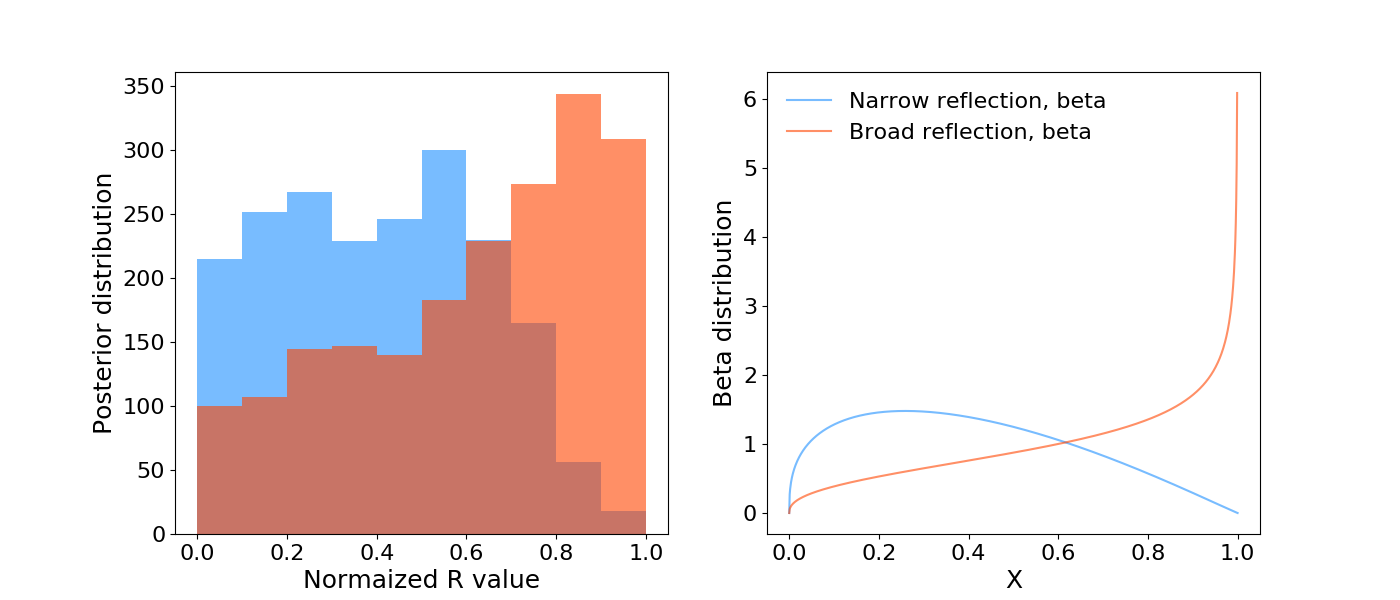 350
300
250
200
150
100
50
0
Posterior distribution
0.0 0.2 0.4 0.6 0.8 1.0
Normaized R value
Narrow reflection, beta
Broad reflection, beta
6
5
4
3
2
1
0
Beta distribution
0.0 0.2 0.4 0.6 0.8 1.0
X